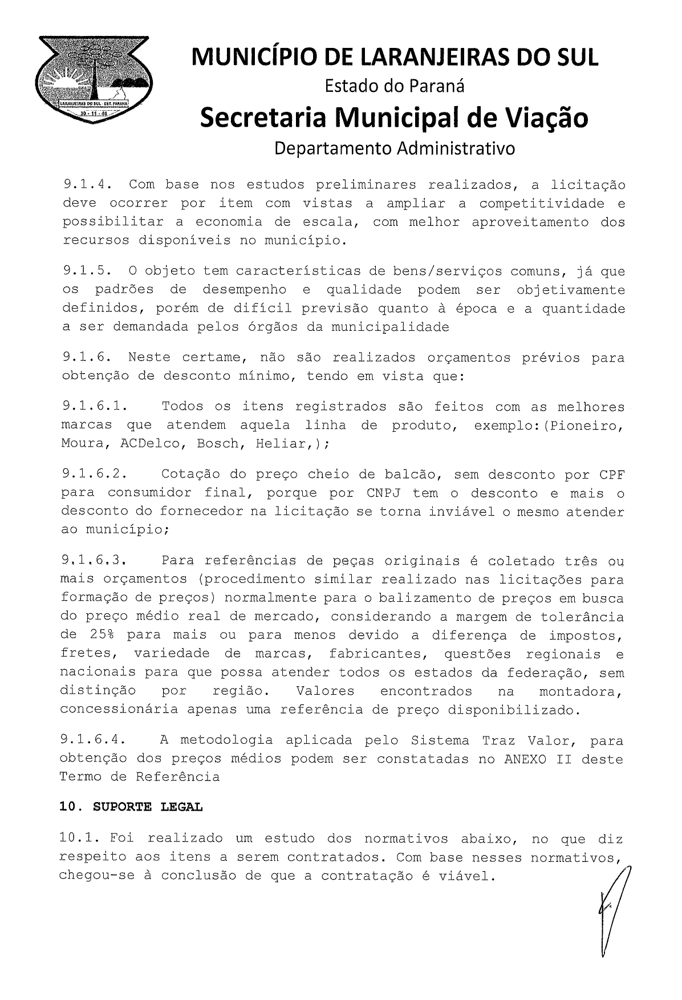 LARANJEIRAS DO SUL - EST. PARANÁ
30 - 11 - 46
MUNICÍPIO DE LARANJEIRAS DO SUL
Estado do Paraná
Secretaria Municipal de Viação
Departamento Administrativo
9.1.4. Com base nos estudos preliminares realizados, a licitação
deve ocorrer por item com vistas a ampliar a competitividade e
possibilitar a economia de escala, com melhor aproveitamento dos
recursos disponíveis no município.
9.1.5. O objeto tem características de bens/serviços comuns, já que
os padrões de desempenho e qualidade podem ser objetivamente
definidos, porém de difícil previsão quanto à época e a quantidade
a ser demandada pelos órgãos da municipalidade
9.1.6. Neste certame, não são realizados orçamentos prévios para
obtenção de desconto mínimo, tendo em vista que:
9.1.6.1. Todos os itens registrados são feitos com as melhores
marcas que atendem aquela linha de produto, exemplo:(Pioneiro,
Moura, ACDelco, Bosch, Heliar,);
9.1.6.2. Cotação do preço cheio de balcão, sem desconto por CPF
para consumidor final, porque por CNPJ tem o desconto e mais o
desconto do fornecedor na licitação se torna inviável o mesmo atender
ao município;
9.1.6.3. Para referências de peças originais é coletado três ou
mais orçamentos (procedimento similar realizado nas licitações para
formação de preços) normalmente para o balizamento de preços em busca
do preço médio real de mercado, considerando a margem de tolerância
de 25% para mais ou para menos devido a diferença de impostos,
fretes, variedade de marcas, fabricantes, questões regionais e
nacionais para que possa atender todos os estados da federação, sem
distinção por região. Valores encontrados na montadora,
concessionária apenas uma referência de preço disponibilizado.
9.1.6.4. A metodologia aplicada pelo Sistema Traz Valor, para
obtenção dos preços médios podem ser constatadas no ANEXO II deste
Termo de Referência
10. SUPORTE LEGAL
10.1. Foi realizado um estudo dos normativos abaixo, no que diz
respeito aos itens a serem contratados. Com base nesses normativos,
chegou-se à conclusão de que a contratação é viável.